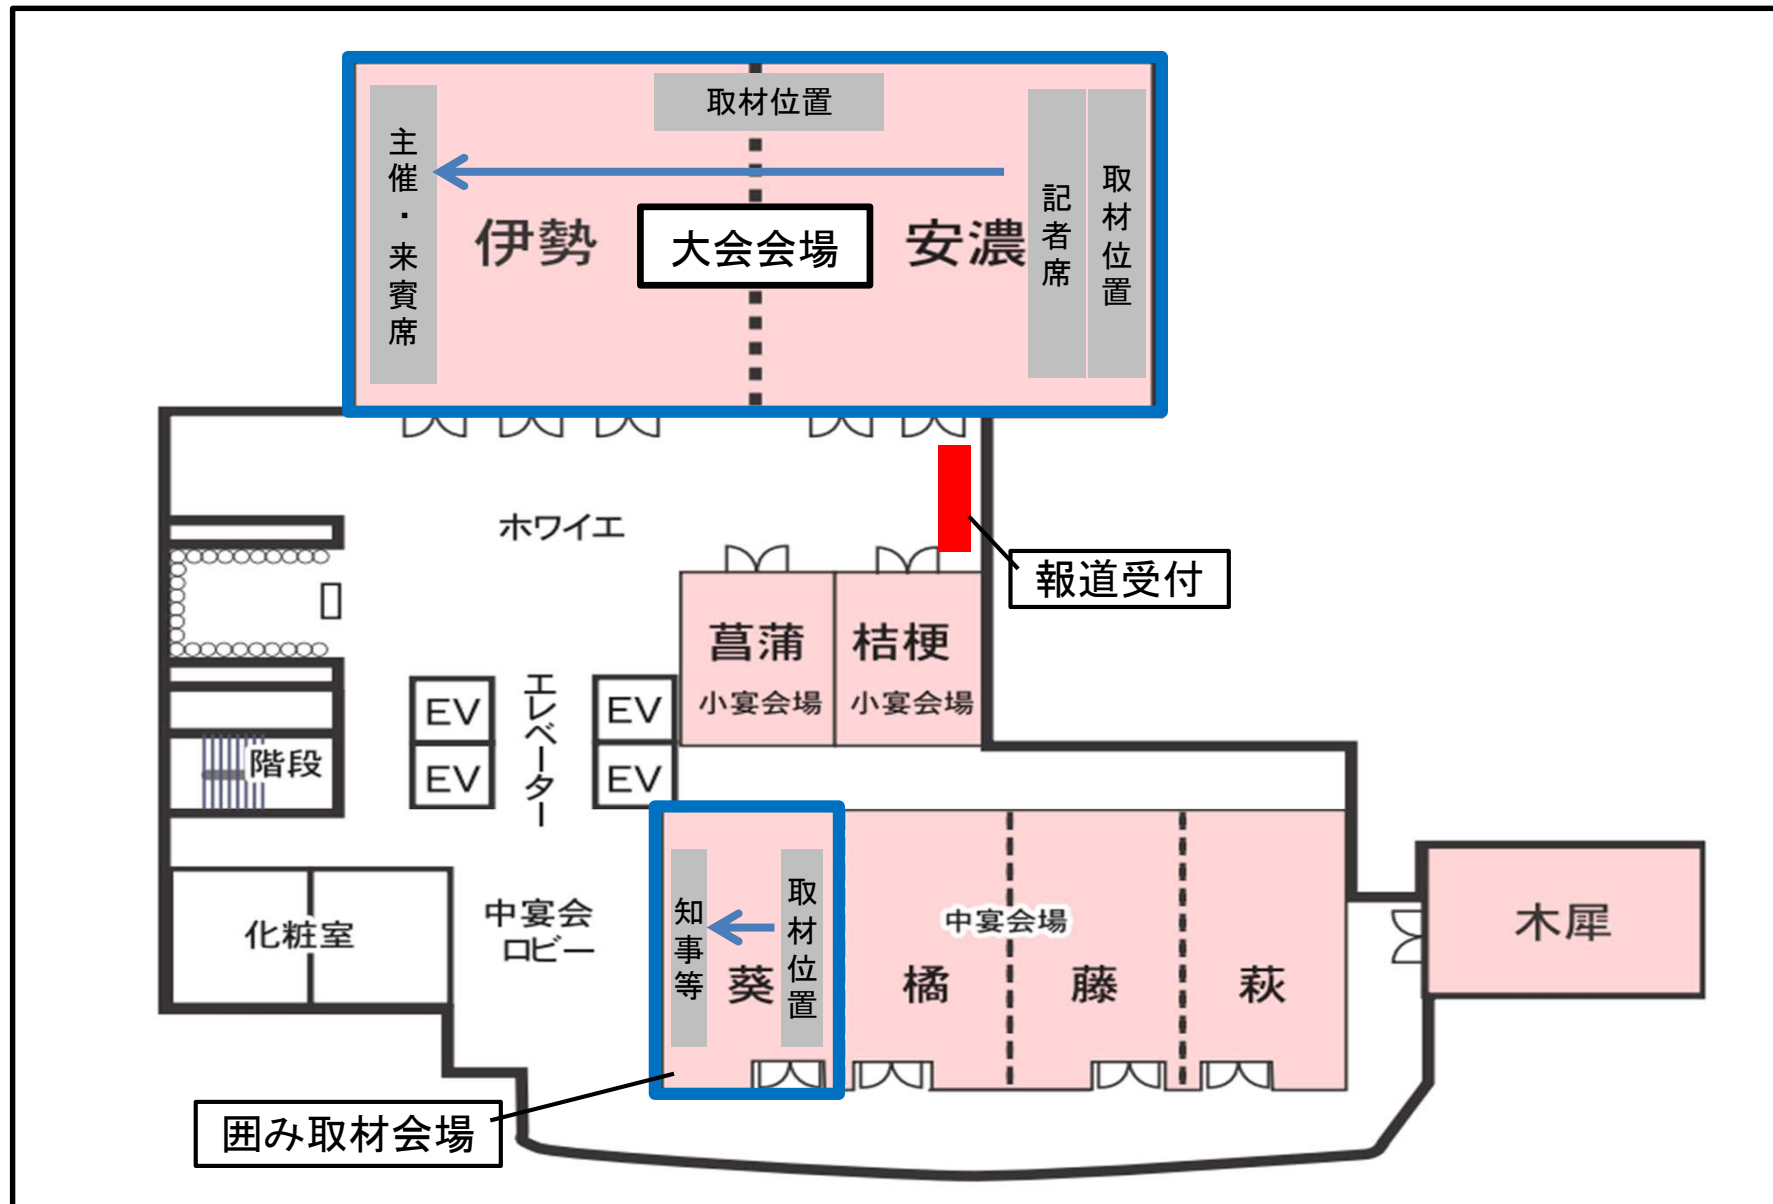 取材位置
主催・来賓席
伊勢
大会会場
安濃
記者席
取材位置
ホワイエ
報道受付
菖蒲
小宴会場
桔梗
小宴会場
エレベーター
EV
EV
EV
EV
階段
化粧室
中宴会
ロビー
知事等
取材位置
葵
中宴会場
橘
藤
萩
木犀
囲み取材会場